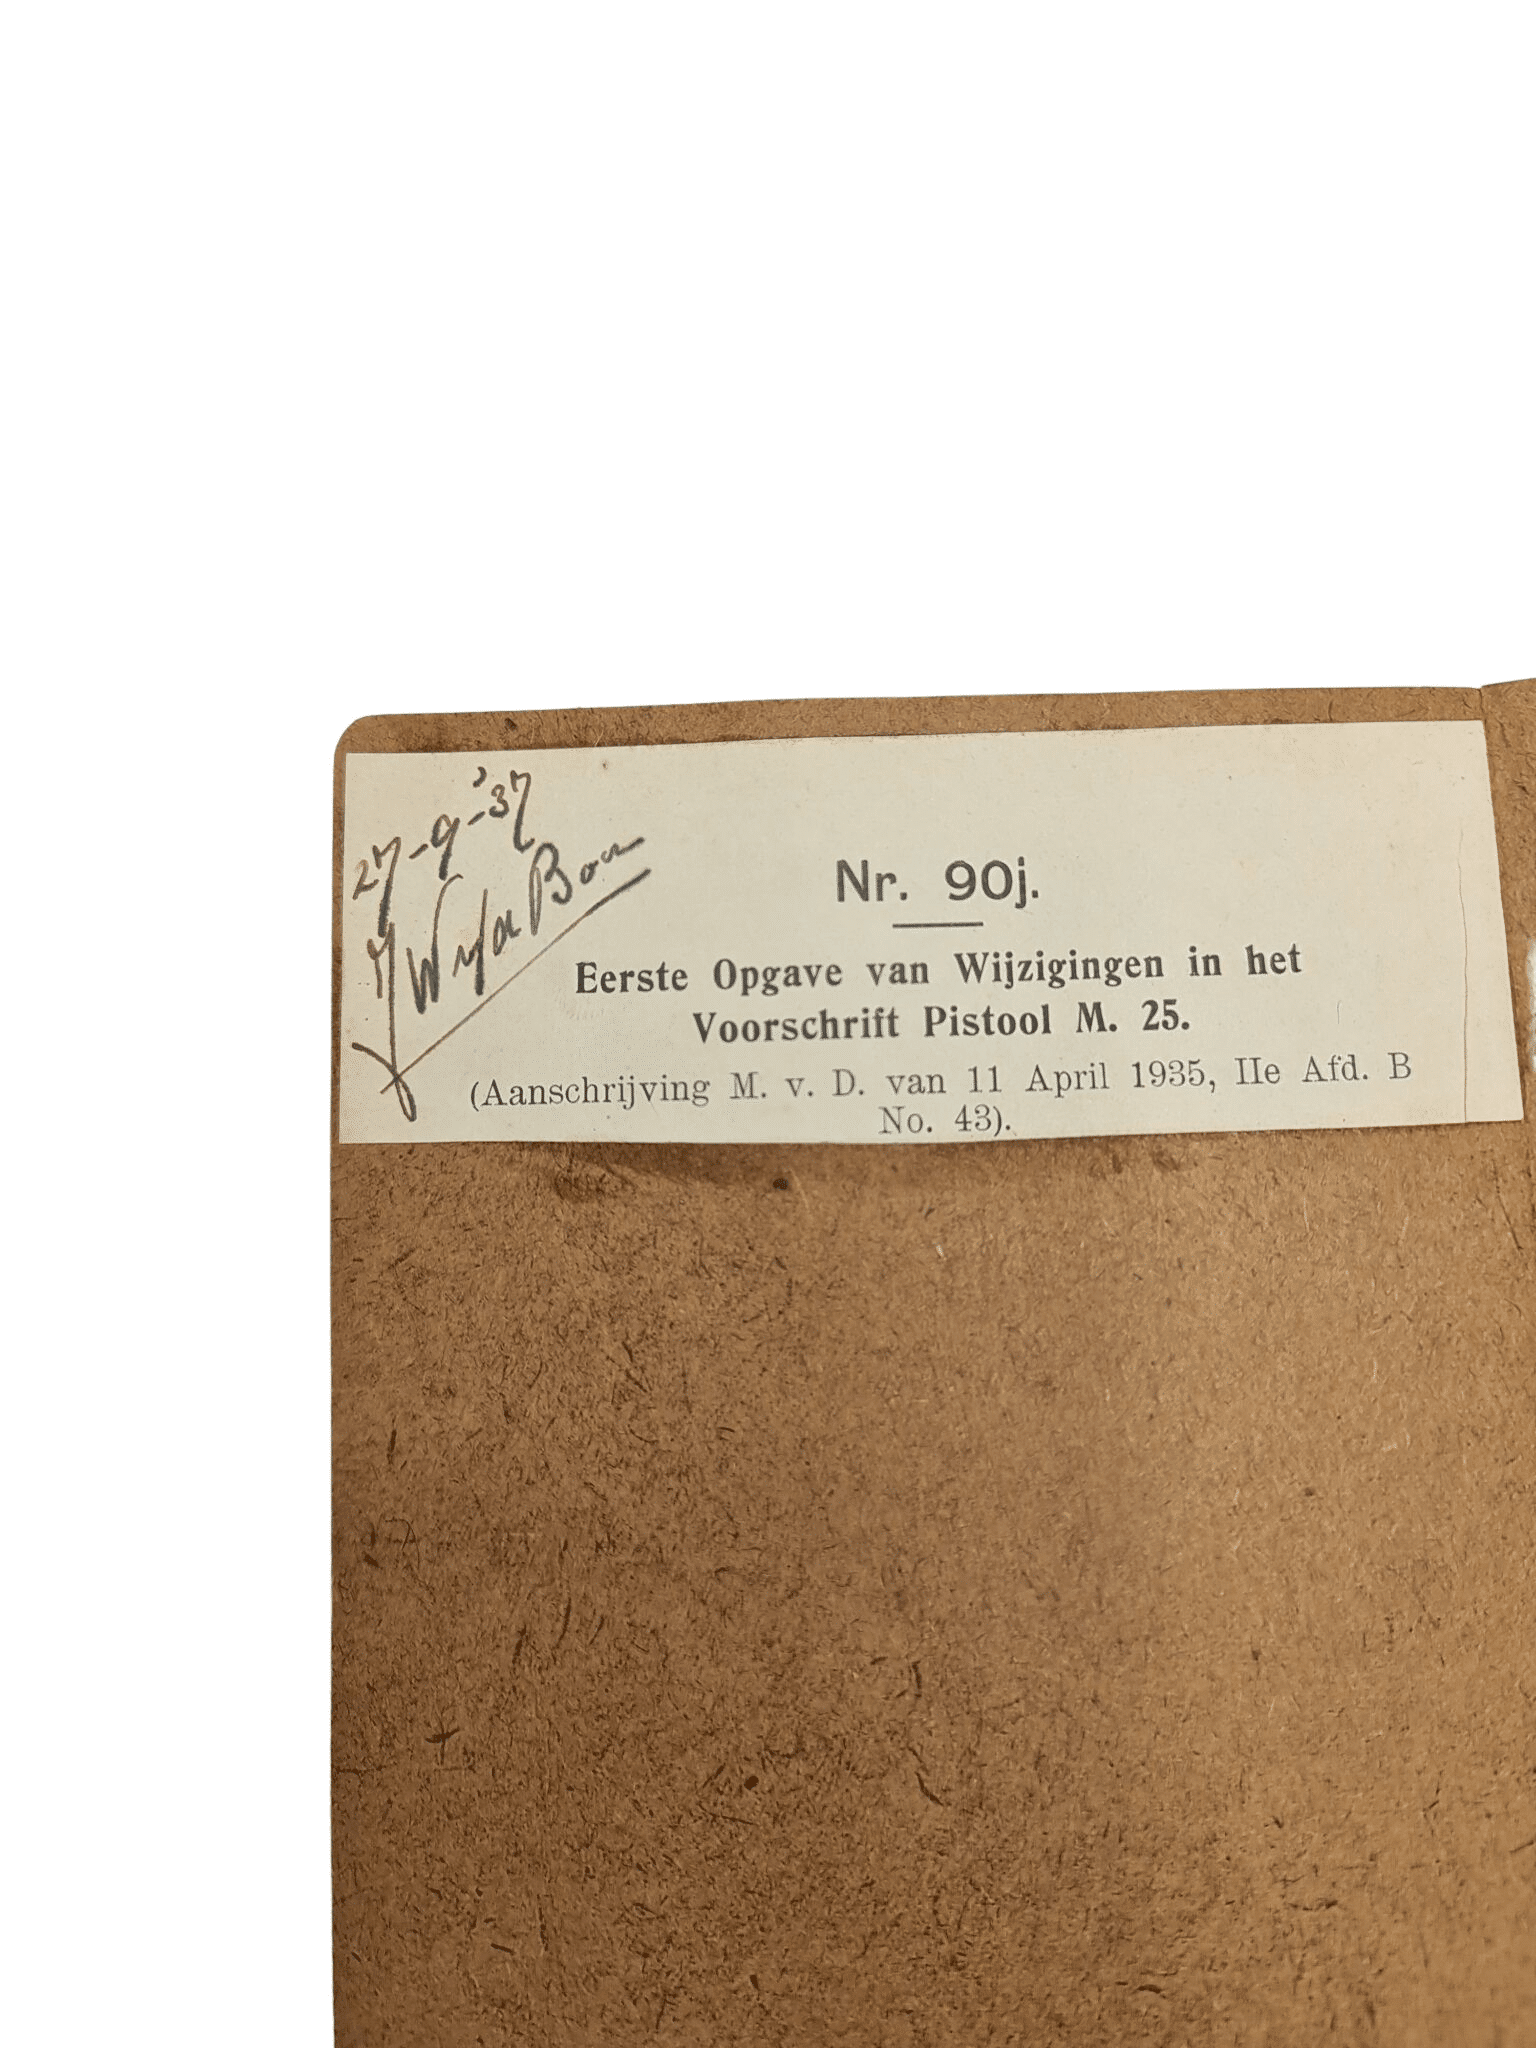 27-9-'37
Nr. 90j.
Eerste Opgave van Wijzigingen in het
Voorschrift Pistool M. 25.
(Aanschrijving M. v. D. van 11 April 1935, IIe Afd. B
No. 43).